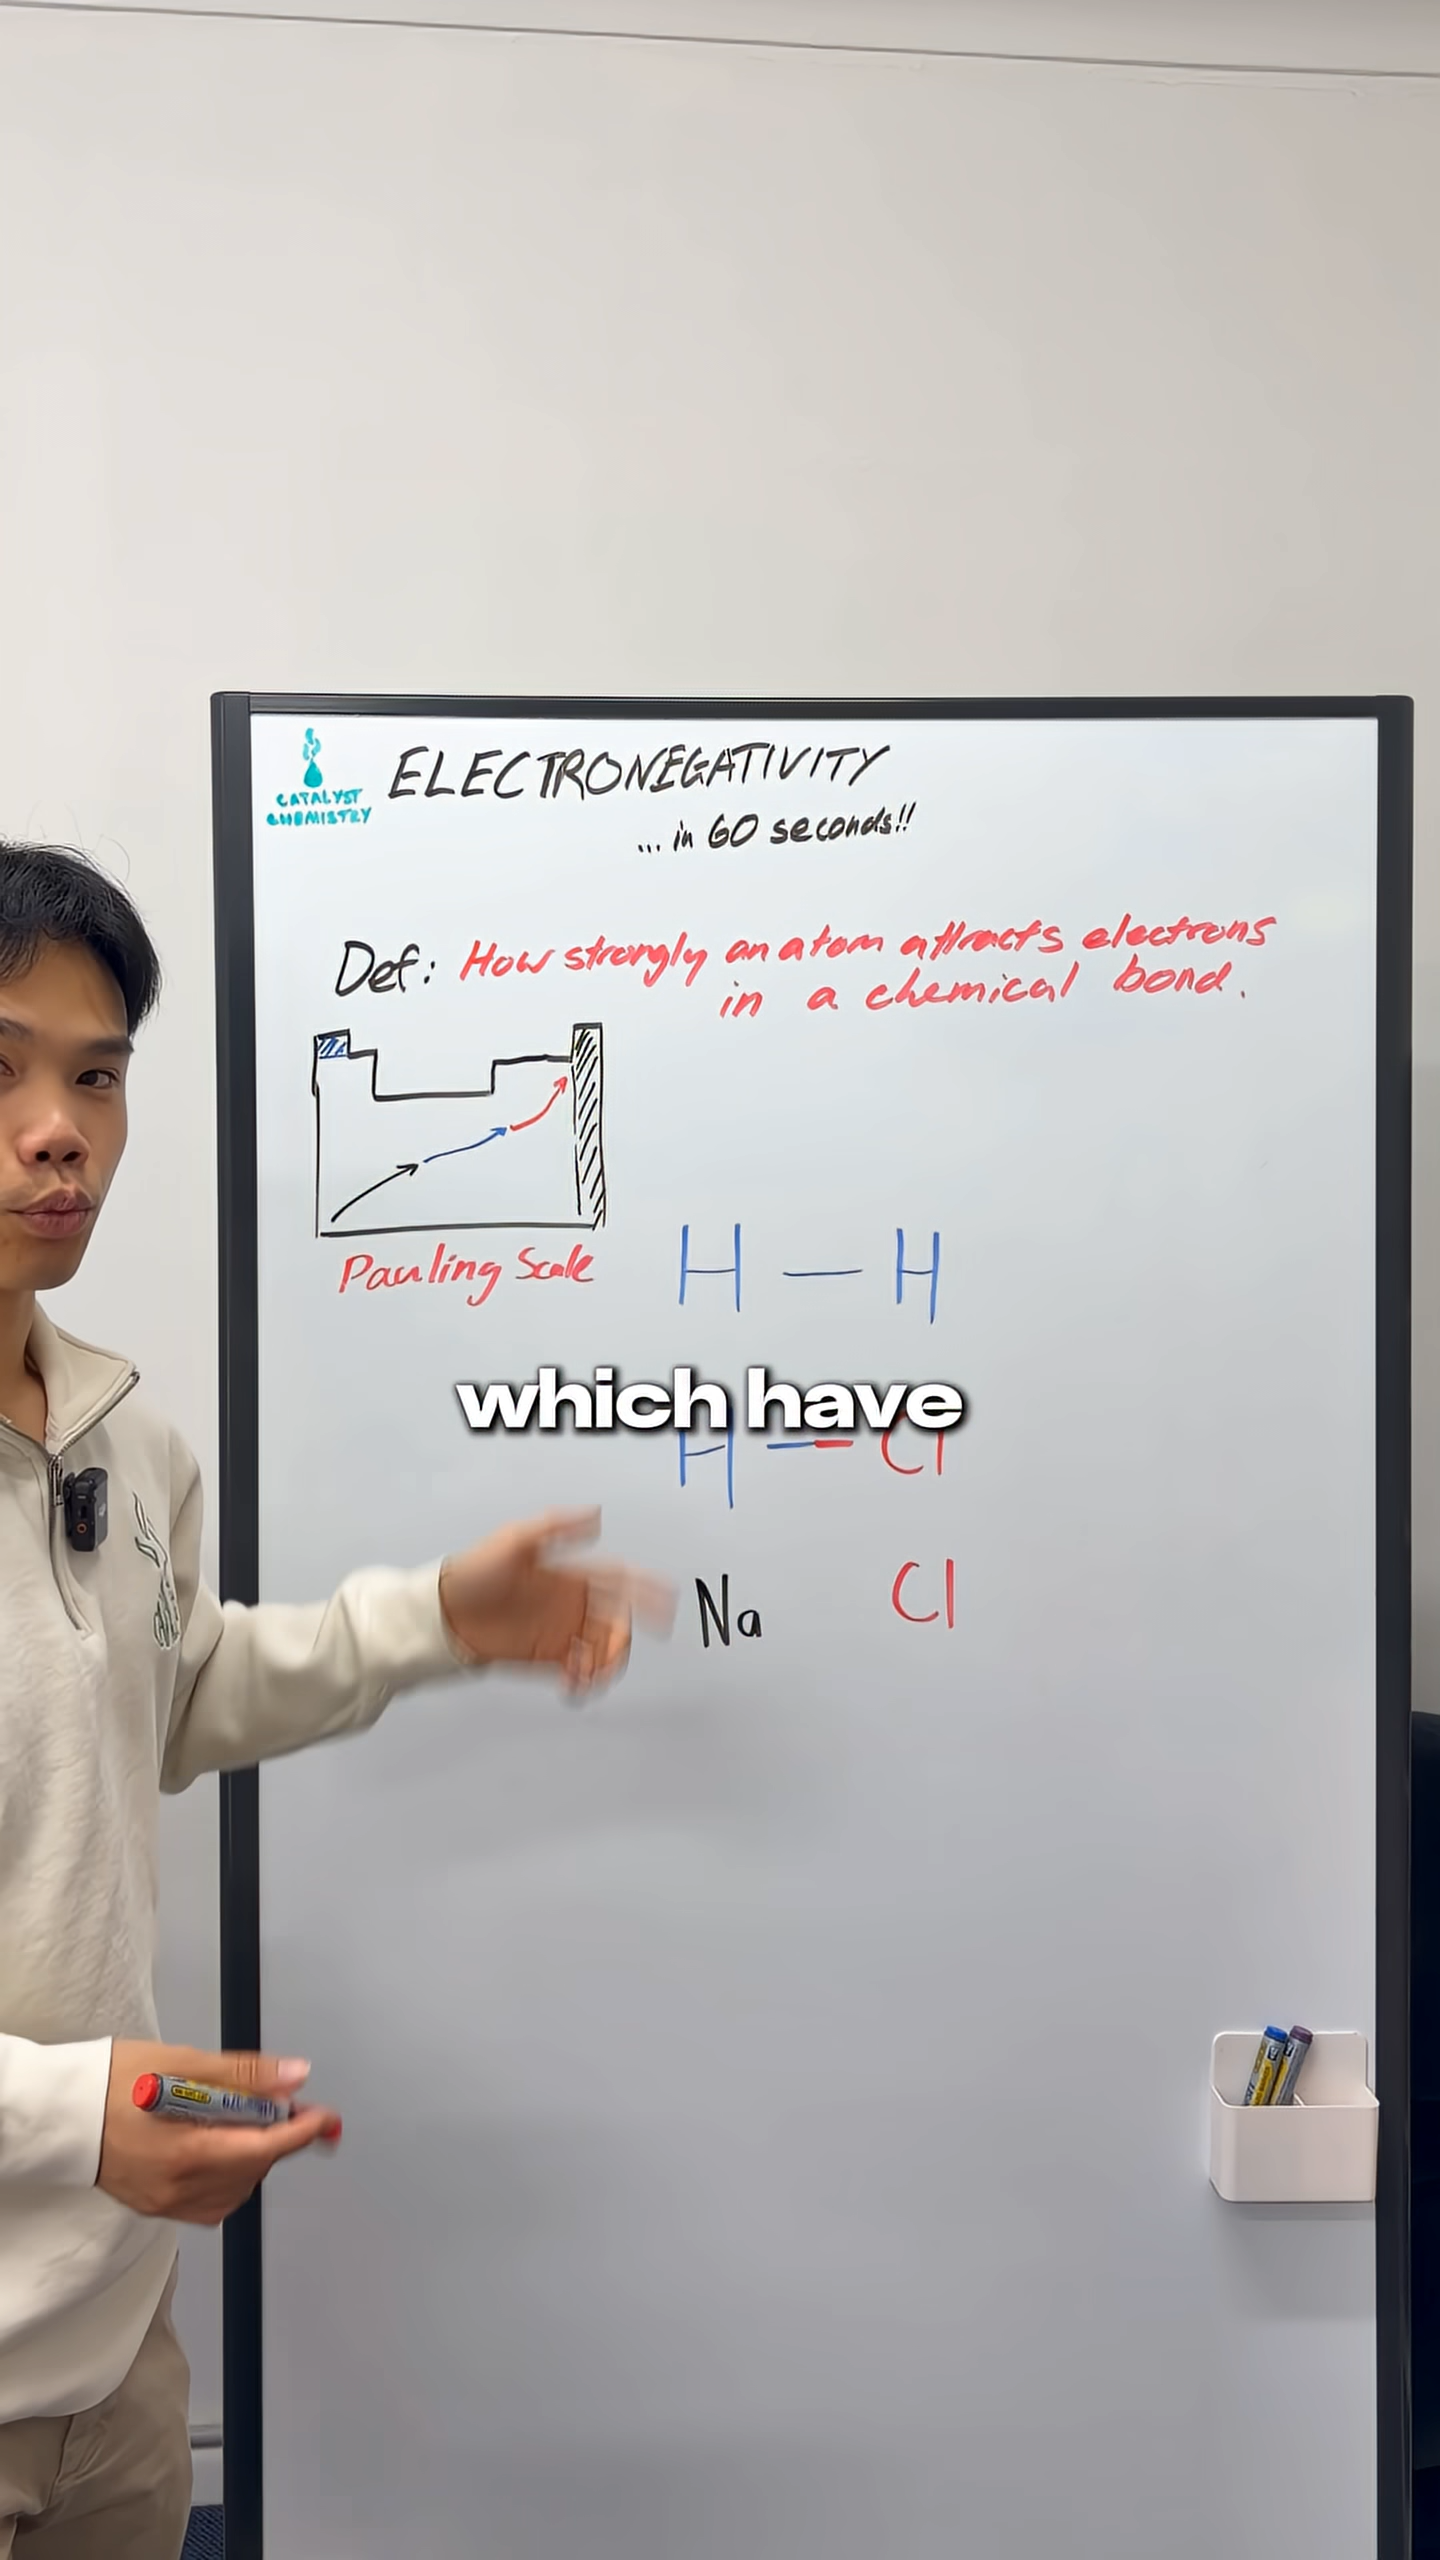 CATALYST
CHEMISTRY
ELECTRONEGATIVITY
... in 60 seconds!!
Def: How strongly an atom attracts electrons
in a chemical bond.
Pauling Scale
H — H
which have
H — Cl
Na Cl